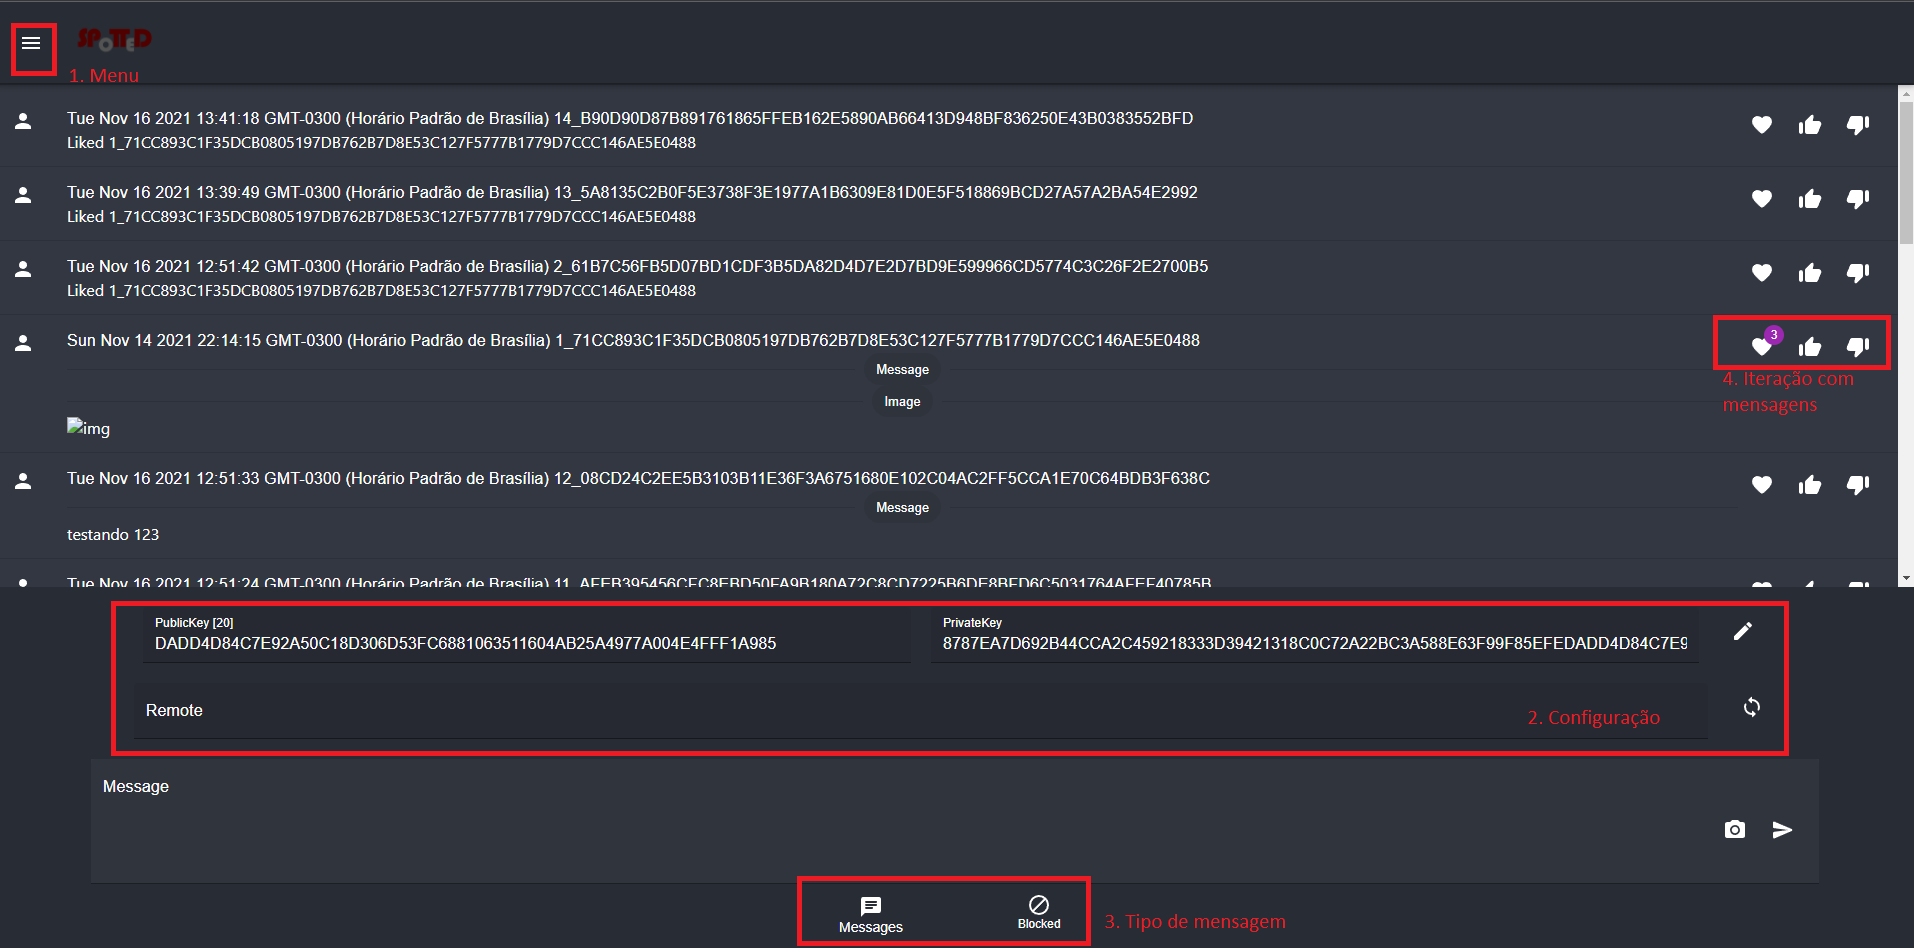 SPOTTED
1. Menu
Tue Nov 16 2021 13:41:18 GMT-0300 (Horário Padrão de Brasília) 14_B90D90D87B891761865FFEB162E5890AB66413D948BF836250E43B0383552BFD
Liked 1_71CC893C1F35DCB0805197DB762B7D8E53C127F5777B1779D7CCC146AE5E0488
Tue Nov 16 2021 13:39:49 GMT-0300 (Horário Padrão de Brasília) 13_5A8135C2B0F5E3738F3E1977A1B6309E81D0E5F518869BCD27A57A2BA54E2992
Liked 1_71CC893C1F35DCB0805197DB762B7D8E53C127F5777B1779D7CCC146AE5E0488
Tue Nov 16 2021 12:51:42 GMT-0300 (Horário Padrão de Brasília) 2_61B7C56FB5D07BD1CDF3B5DA82D4D7E2D7BD9E599966CD5774C3C26F2E2700B5
Liked 1_71CC893C1F35DCB0805197DB762B7D8E53C127F5777B1779D7CCC146AE5E0488
Sun Nov 14 2021 22:14:15 GMT-0300 (Horário Padrão de Brasília) 1_71CC893C1F35DCB0805197DB762B7D8E53C127F5777B1779D7CCC146AE5E0488
3
Message
Image
4. Iteração com
mensagens
img
Tue Nov 16 2021 12:51:33 GMT-0300 (Horário Padrão de Brasília) 12_08CD24C2EE5B3103B11E36F3A6751680E102C04AC2FF5CCA1E70C64BDB3F638C
Message
testando 123
Tue Nov 16 2021 12:51:24 GMT-0300 (Horário Padrão de Brasília)
PublicKey [20]
DADD4D84C7E92A50C18D306D53FC6881063511604AB25A4977A004E4FFF1A985
PrivateKey
8787EA7D692B44CCA2C459218333D39421318C0C72A22BC3A588E63F99F85EFEDADD4D84C7E9
Remote
2. Configuração
Message
Messages
Blocked
3. Tipo de mensagem